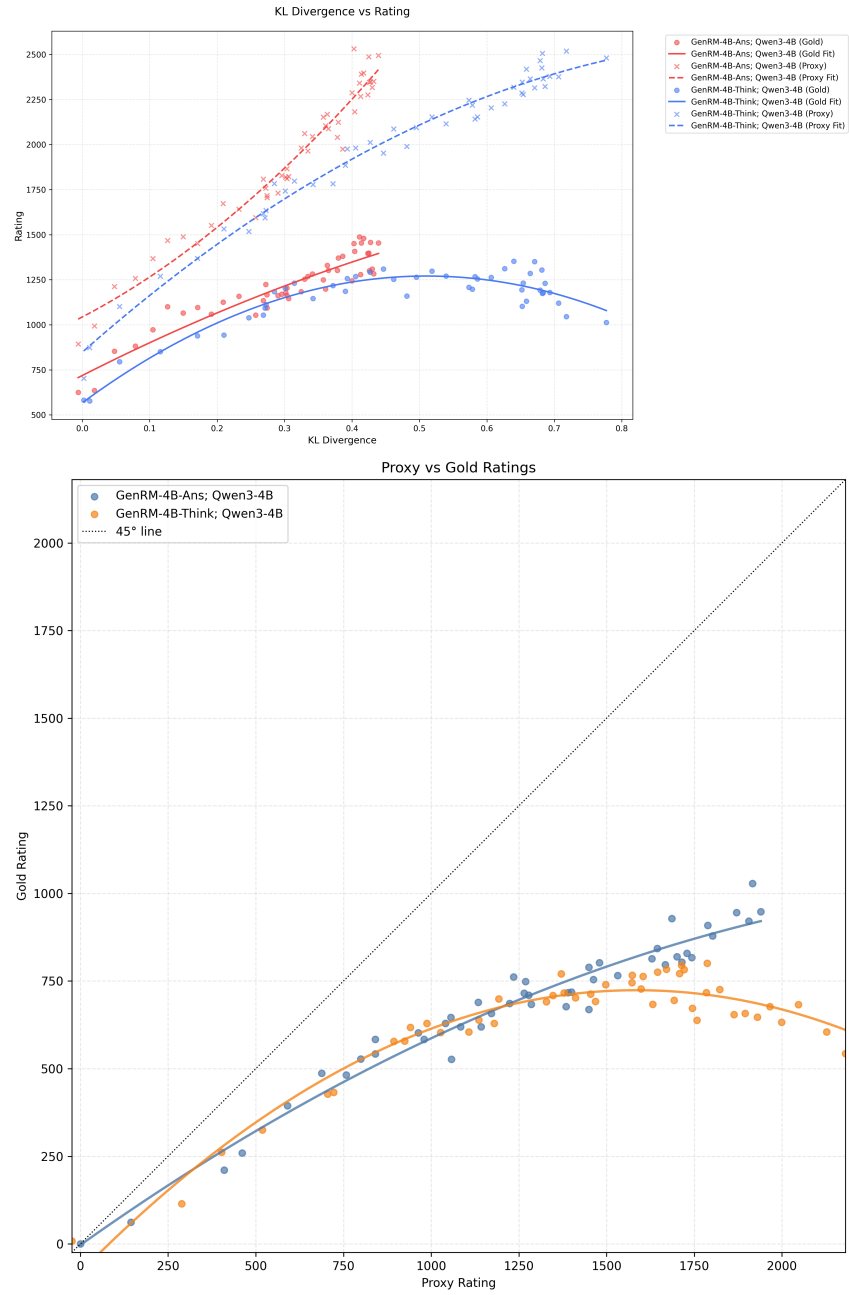 KL Divergence vs Rating
GenRM-4B-Ans; Qwen3-4B (Gold)
GenRM-4B-Ans; Qwen3-4B (Gold Fit)
GenRM-4B-Ans; Qwen3-4B (Proxy)
GenRM-4B-Ans; Qwen3-4B (Proxy Fit)
GenRM-4B-Think; Qwen3-4B (Gold)
GenRM-4B-Think; Qwen3-4B (Gold Fit)
GenRM-4B-Think; Qwen3-4B (Proxy)
GenRM-4B-Think; Qwen3-4B (Proxy Fit)
Rating
2500
2250
2000
1750
1500
1250
1000
750
500
0.0 0.1 0.2 0.3 0.4 0.5 0.6 0.7 0.8
KL Divergence
Proxy vs Gold Ratings
GenRM-4B-Ans; Qwen3-4B
GenRM-4B-Think; Qwen3-4B
45° line
Gold Rating
2000
1750
1500
1250
1000
750
500
250
0
0 250 500 750 1000 1250 1500 1750 2000
Proxy Rating